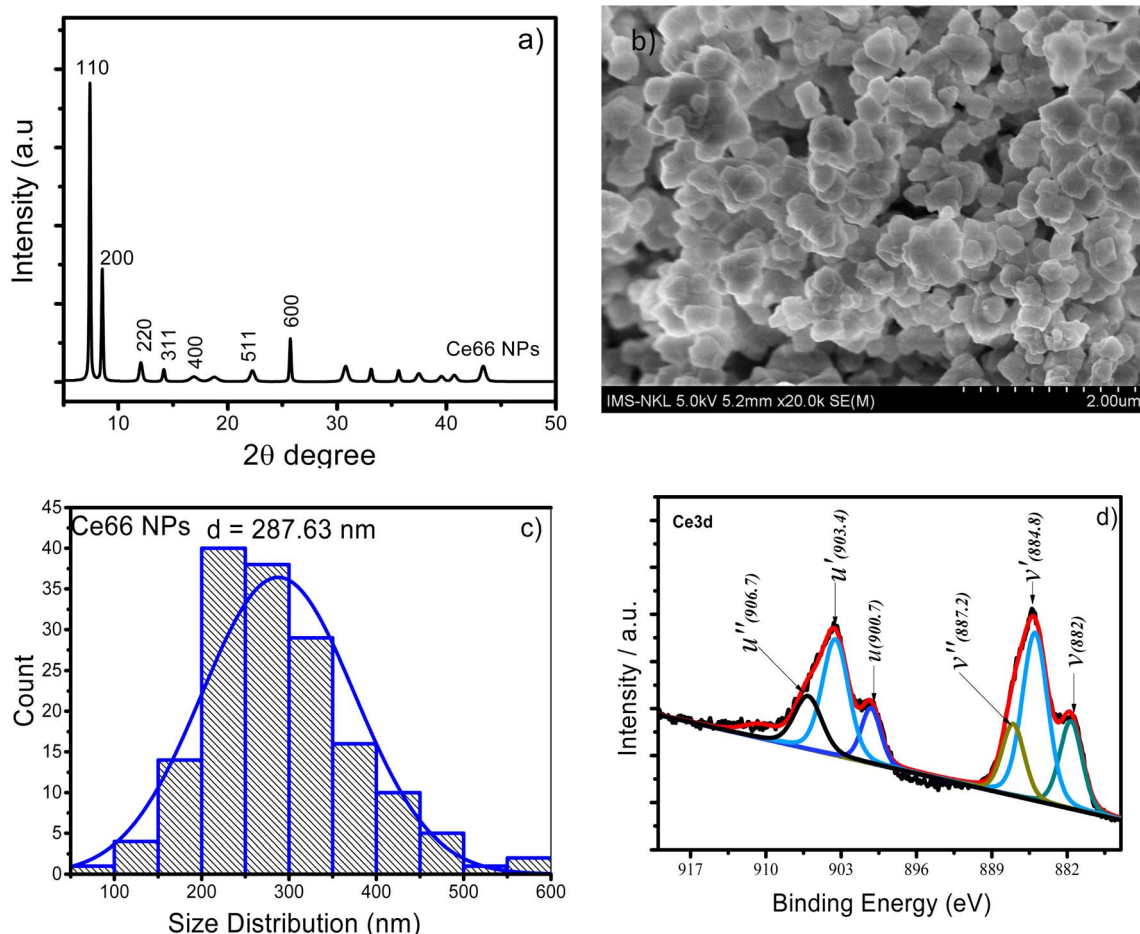 a)
Intensity (a.u
110
200
220
311
400
511
600
Ce66 NPs
10 20 30 40 50
2θ degree
b)
IMS-NKL 5.0kV 5.2mm x20.0k SE(M) 2.00um
c)
Ce66 NPs d = 287.63 nm
Count
45
40
35
30
25
20
15
10
5
0
100 200 300 400 500 600
Size Distribution (nm)
d)
Ce3d
Intensity / a.u.
u''(906.7)
u'(903.4)
u(900.7)
v''(887.2)
v'(884.8)
v(882)
917 910 903 896 889 882
Binding Energy (eV)